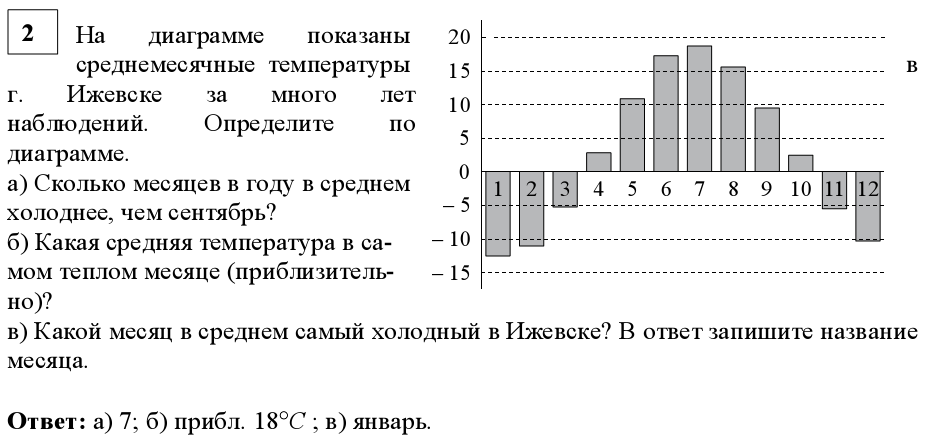 2 На диаграмме показаны
среднемесячные температуры в
г. Ижевске за много лет
наблюдений. Определите по
диаграмме.
а) Сколько месяцев в году в среднем
холоднее, чем сентябрь?
б) Какая средняя температура в са-
мом теплом месяце (приблизитель-
но)?
20
15
10
5
0
– 5
– 10
– 15
1 2 3 4 5 6 7 8 9 10 11 12
в) Какой месяц в среднем самый холодный в Ижевске? В ответ запишите название
месяца.
Ответ: а) 7; б) прибл. 18°C ; в) январь.